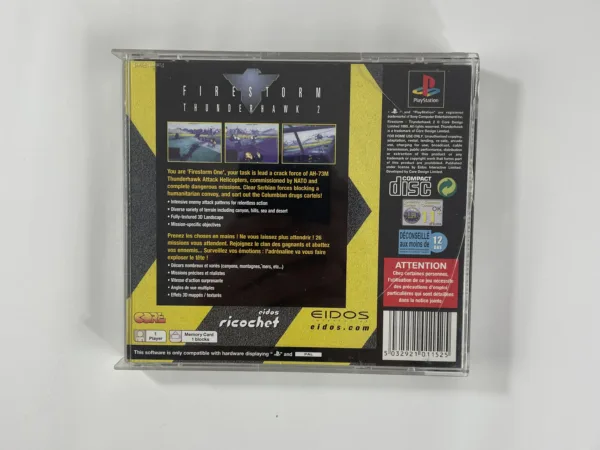 FIRESTORM
THUNDERHAWK 2
PlayStation
You are 'Firestorm One', your task is lead a crack force of AH-73M
Thunderhawk Attack Helicopters, commissioned by NATO and
complete dangerous missions. Clear Serbian forces blocking a
humanitarian convoy, and sort out the Columbian drugs cartels!
• Intensive enemy attack patterns for relentless action
• Diverse variety of terrain including canyon, hills, sea and desert
• Fully-textured 3D Landscape
• Mission-specific objectives
Prenez les choses en mains ! Ne vous laissez plus attendre ! 26
missions vous attendent. Rejoignez le clan des gagnants et abattez
vos ennemis... Surveillez vos émotions : l'adrénaline va vous faire
exploser la tête !
• Décors nombreux et variés (canyons, montagnes, mers, etc...)
• Missions précises et réalistes
• Vitesse d'action surprenante
• Angles de vue multiples
• Effets 3D mappés / texturés
COMPACT
disc
DÉCONSEILLÉ
aux moins de
12
ans
ATTENTION
Chez certaines personnes,
l'utilisation de ce jeu nécessite
des précautions d'emploi
particulières qui sont détaillées
dans la notice jointe.
CORE
eidos
ricochet
EIDOS
eidos.com
1
Player
Memory Card
1 blocks
This software is only compatible with hardware displaying
and
PAL
5 032921 011525